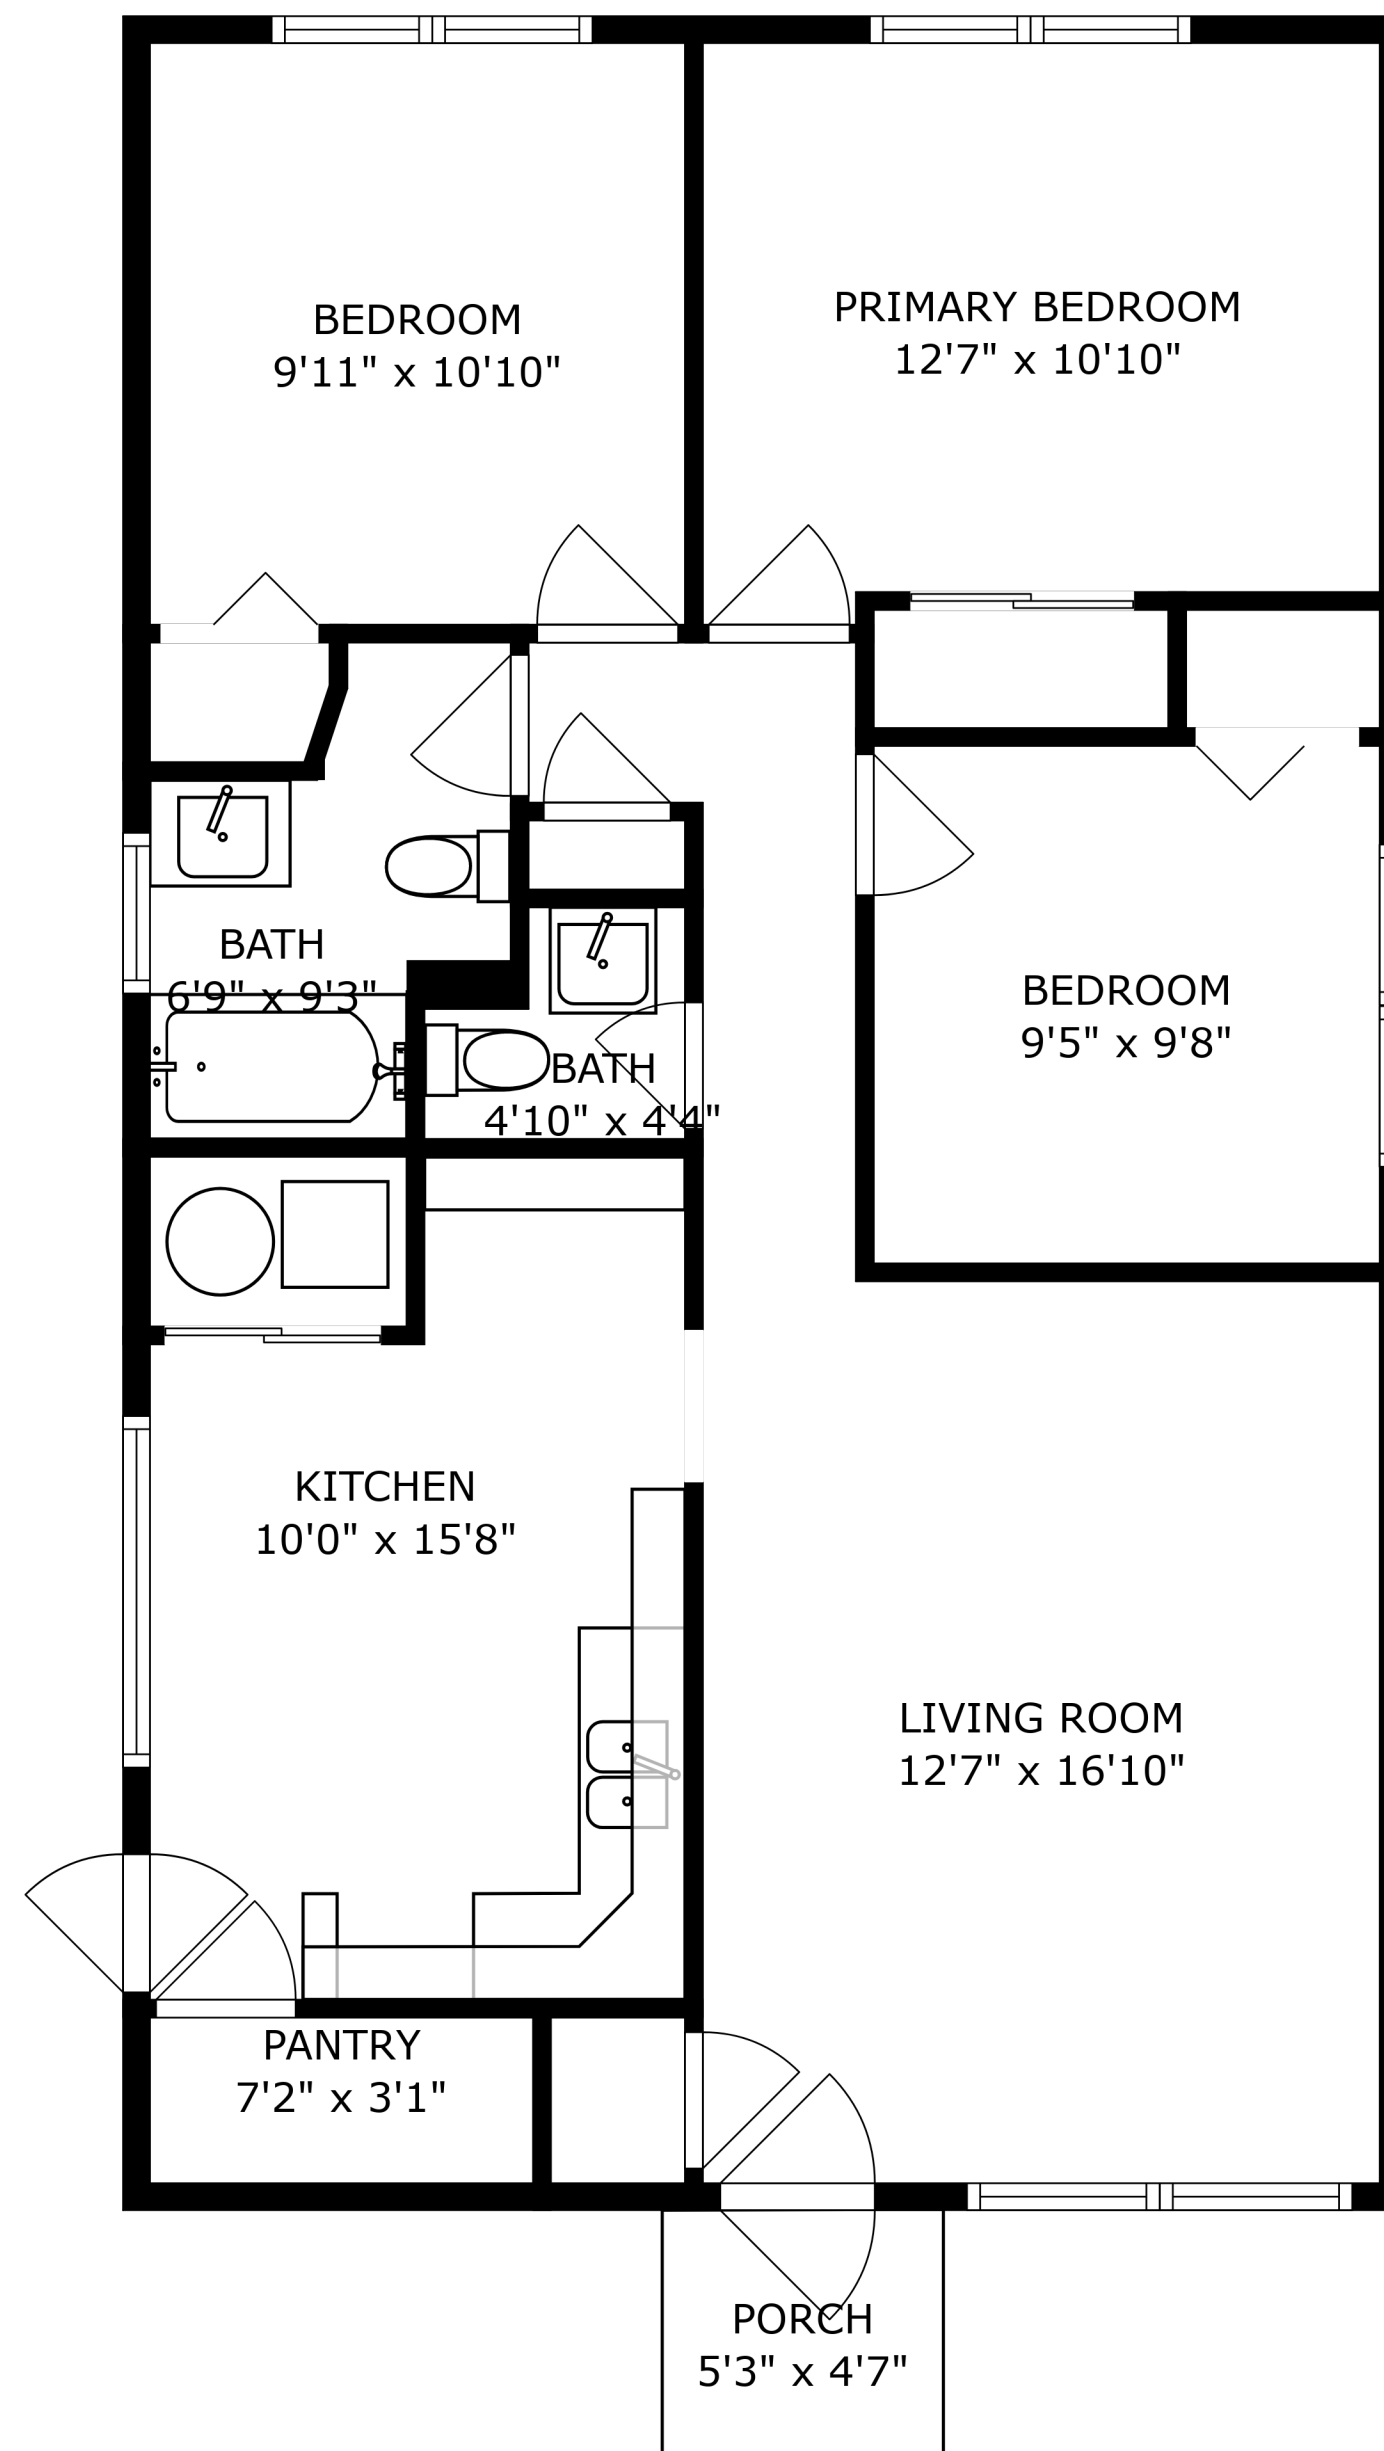 BEDROOM
9'11" x 10'10"
PRIMARY BEDROOM
12'7" x 10'10"
BATH
6'9" x 9'3"
BEDROOM
9'5" x 9'8"
BATH
4'10" x 4'4"
KITCHEN
10'0" x 15'8"
LIVING ROOM
12'7" x 16'10"
PANTRY
7'2" x 3'1"
PORCH
5'3" x 4'7"